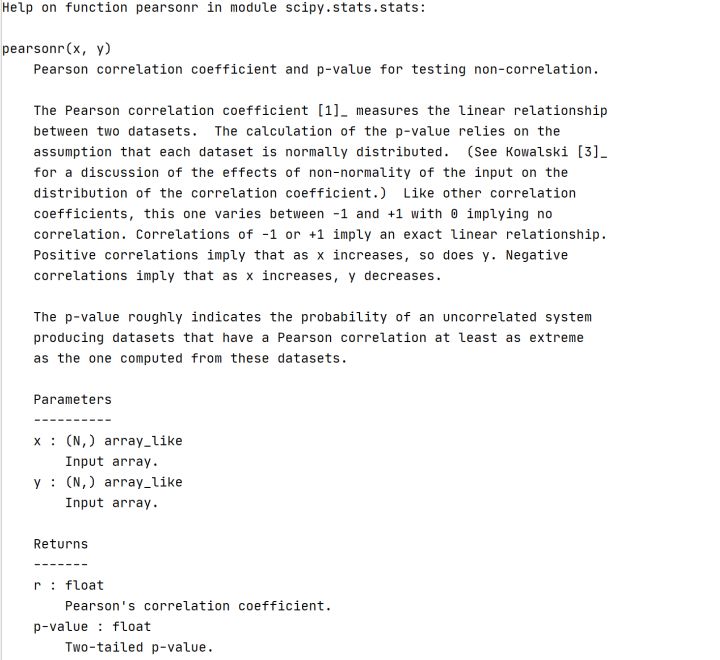 Help on function pearsonr in module scipy.stats.stats:

pearsonr(x, y)
    Pearson correlation coefficient and p-value for testing non-correlation.

    The Pearson correlation coefficient [1]_ measures the linear relationship
    between two datasets.  The calculation of the p-value relies on the
    assumption that each dataset is normally distributed.  (See Kowalski [3]_
    for a discussion of the effects of non-normality of the input on the
    distribution of the correlation coefficient.)  Like other correlation
    coefficients, this one varies between -1 and +1 with 0 implying no
    correlation. Correlations of -1 or +1 imply an exact linear relationship.
    Positive correlations imply that as x increases, so does y. Negative
    correlations imply that as x increases, y decreases.

    The p-value roughly indicates the probability of an uncorrelated system
    producing datasets that have a Pearson correlation at least as extreme
    as the one computed from these datasets.

    Parameters
    ----------
    x : (N,) array_like
        Input array.
    y : (N,) array_like
        Input array.

    Returns
    -------
    r : float
        Pearson's correlation coefficient.
    p-value : float
        Two-tailed p-value.